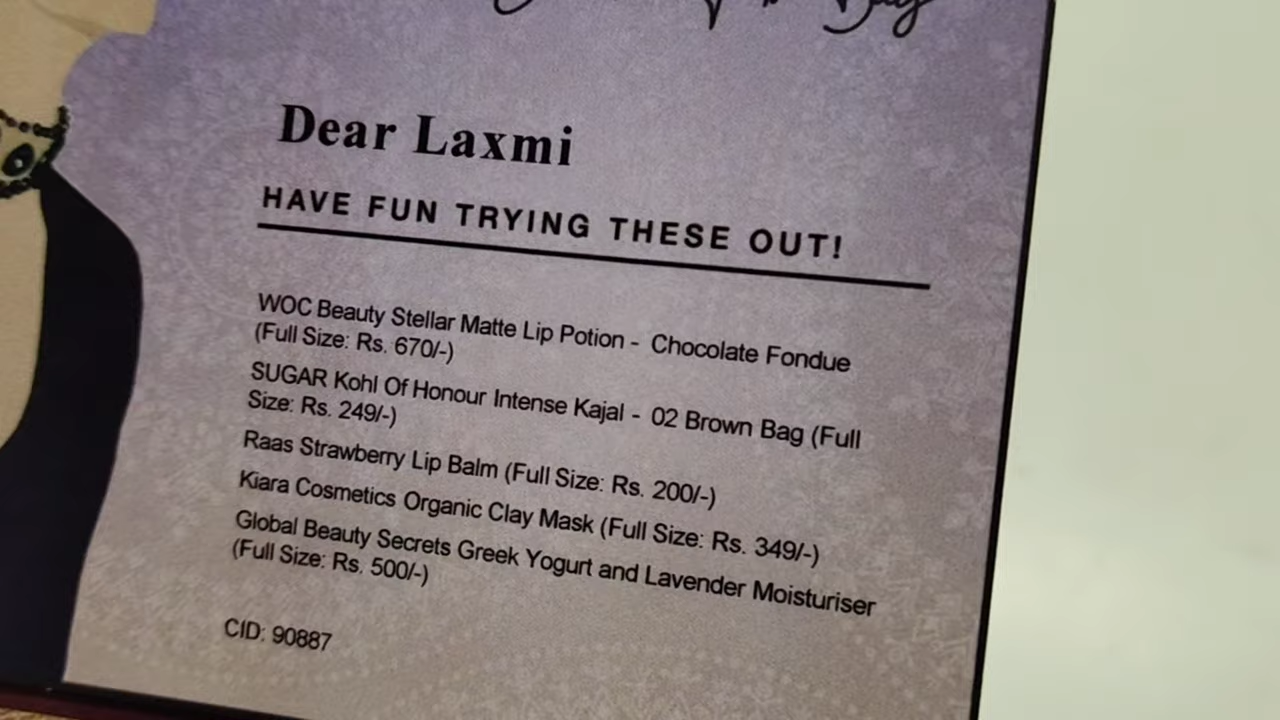 Bag
Dear Laxmi
HAVE FUN TRYING THESE OUT!
WOC Beauty Stellar Matte Lip Potion - Chocolate Fondue
(Full Size: Rs. 670/-)
SUGAR Kohl Of Honour Intense Kajal - 02 Brown Bag (Full
Size: Rs. 249/-)
Raas Strawberry Lip Balm (Full Size: Rs. 200/-)
Kiara Cosmetics Organic Clay Mask (Full Size: Rs. 349/-)
Global Beauty Secrets Greek Yogurt and Lavender Moisturiser
(Full Size: Rs. 500/-)
CID: 90887